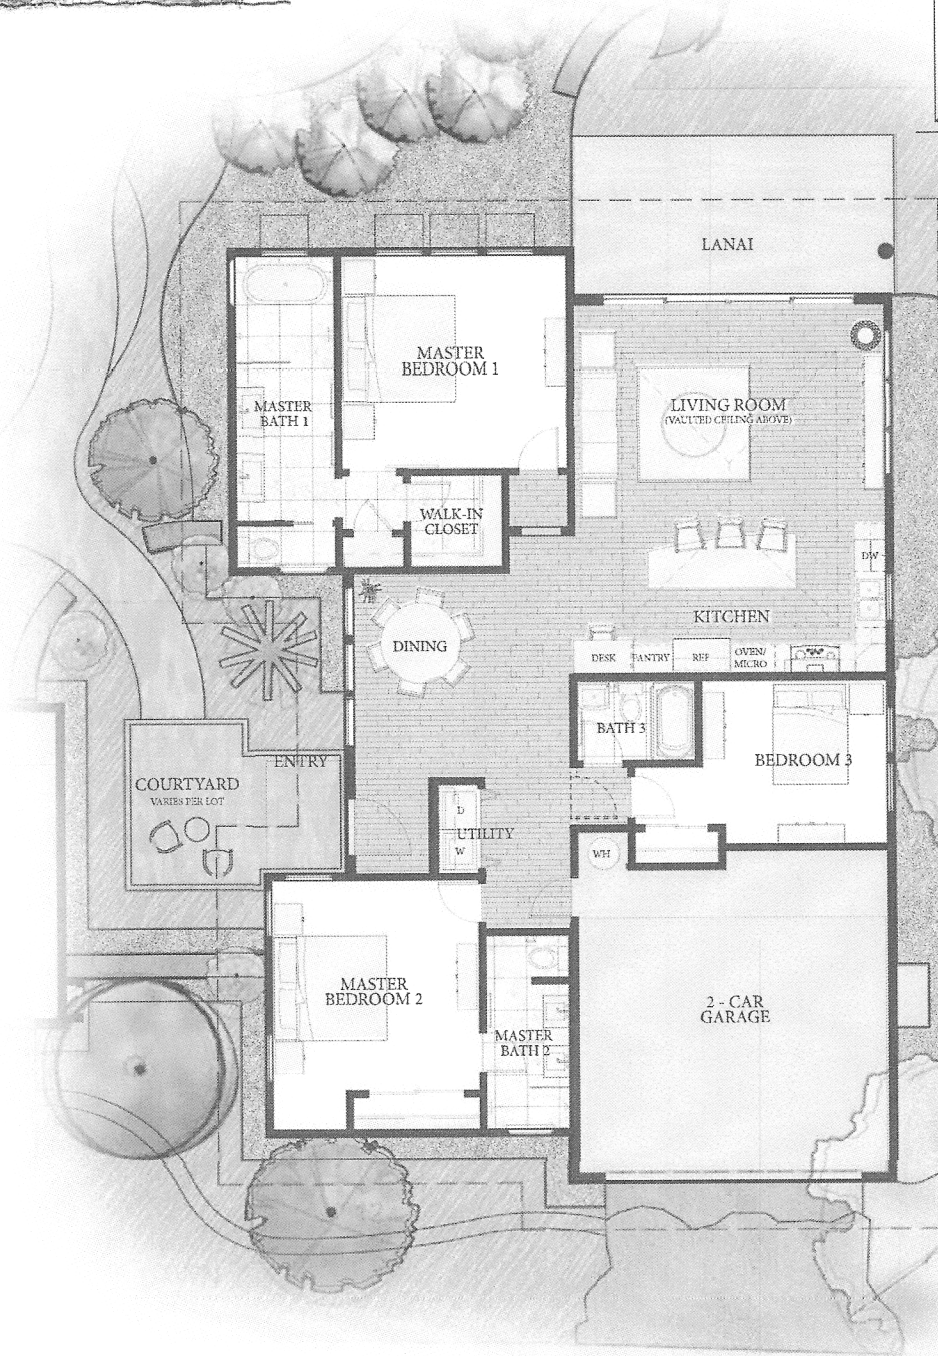 LANAI
MASTER
BEDROOM 1
MASTER
BATH 1
LIVING ROOM
(VAULTED CEILING ABOVE)
WALK-IN
CLOSET
DW
KITCHEN
DINING
DESK
PANTRY
REF
OVEN/
MICRO
BATH 3
BEDROOM 3
ENTRY
COURTYARD
VARIES PER LOT
D
UTILITY
W
WH
MASTER
BEDROOM 2
2 - CAR
GARAGE
MASTER
BATH 2